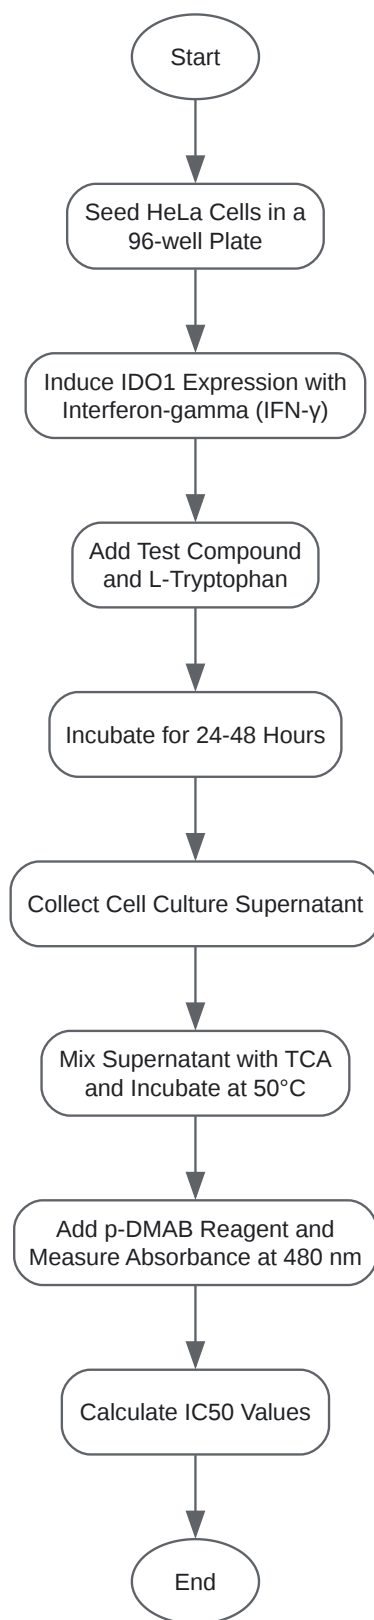 Start
Seed HeLa Cells in a
96-well Plate
Induce IDO1 Expression with
Interferon-gamma (IFN-γ)
Add Test Compound
and L-Tryptophan
Incubate for 24-48 Hours
Collect Cell Culture Supernatant
Mix Supernatant with TCA
and Incubate at 50°C
Add p-DMAB Reagent and
Measure Absorbance at 480 nm
Calculate IC50 Values
End